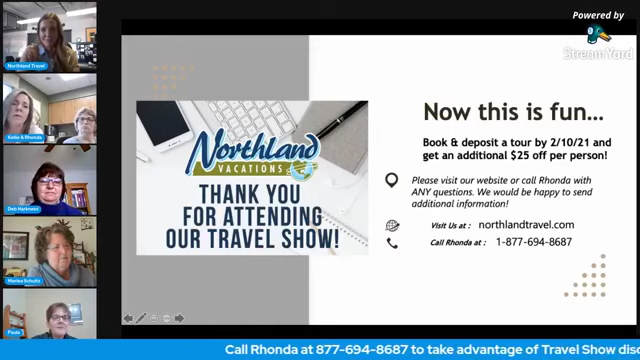 Powered by
StreamYard
Northland Travel
Katie & Rhonda
Deb Harkness
Marlea Schultz
Paula
Northland
VACATIONS
THANK YOU
FOR ATTENDING
OUR TRAVEL SHOW!
Now this is fun...
Book & deposit a tour by 2/10/21 and
get an additional $25 off per person!
Please visit our website or call Rhonda with
ANY questions. We would be happy to send
additional information!
Visit Us at : northlandtravel.com
Call Rhonda at : 1-877-694-8687
Call Rhonda at 877-694-8687 to take advantage of Travel Show disc